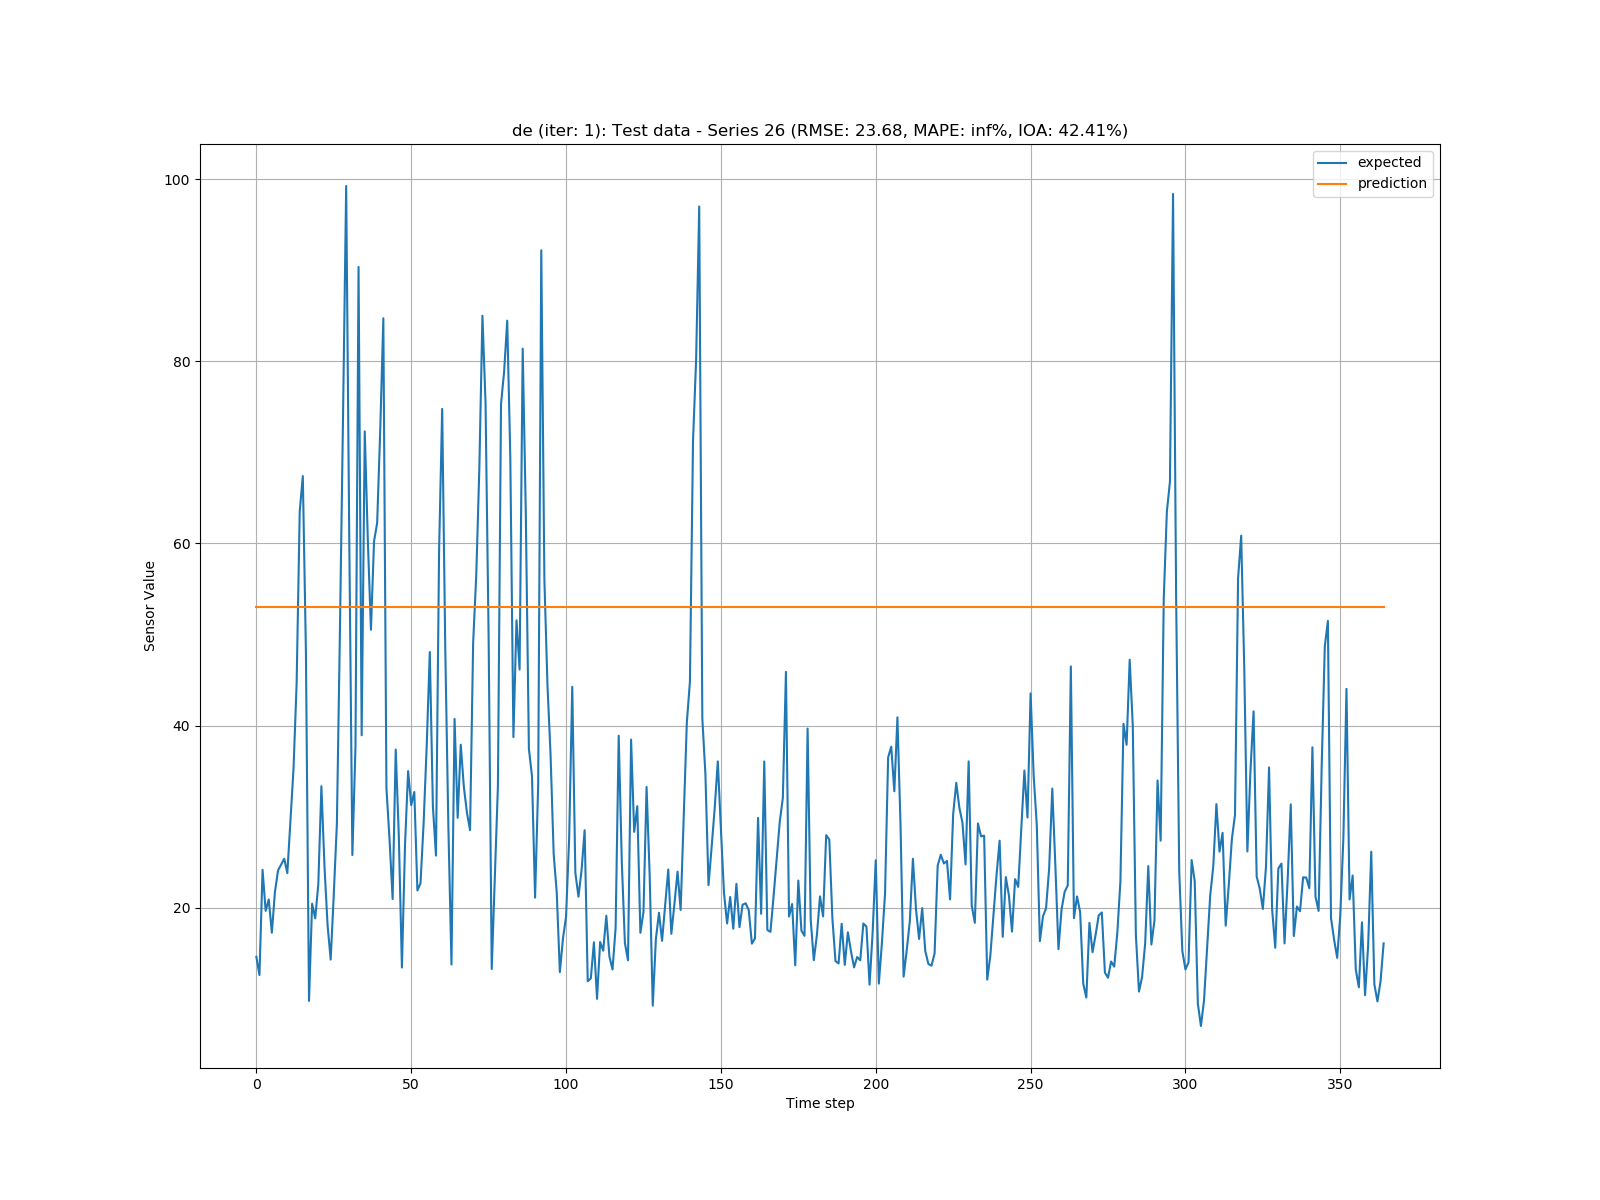 de (iter: 1): Test data - Series 26 (RMSE: 23.68, MAPE: inf%, IOA: 42.41%)
expected
prediction
100
80
60
40
20
Sensor Value
0 50 100 150 200 250 300 350
Time step